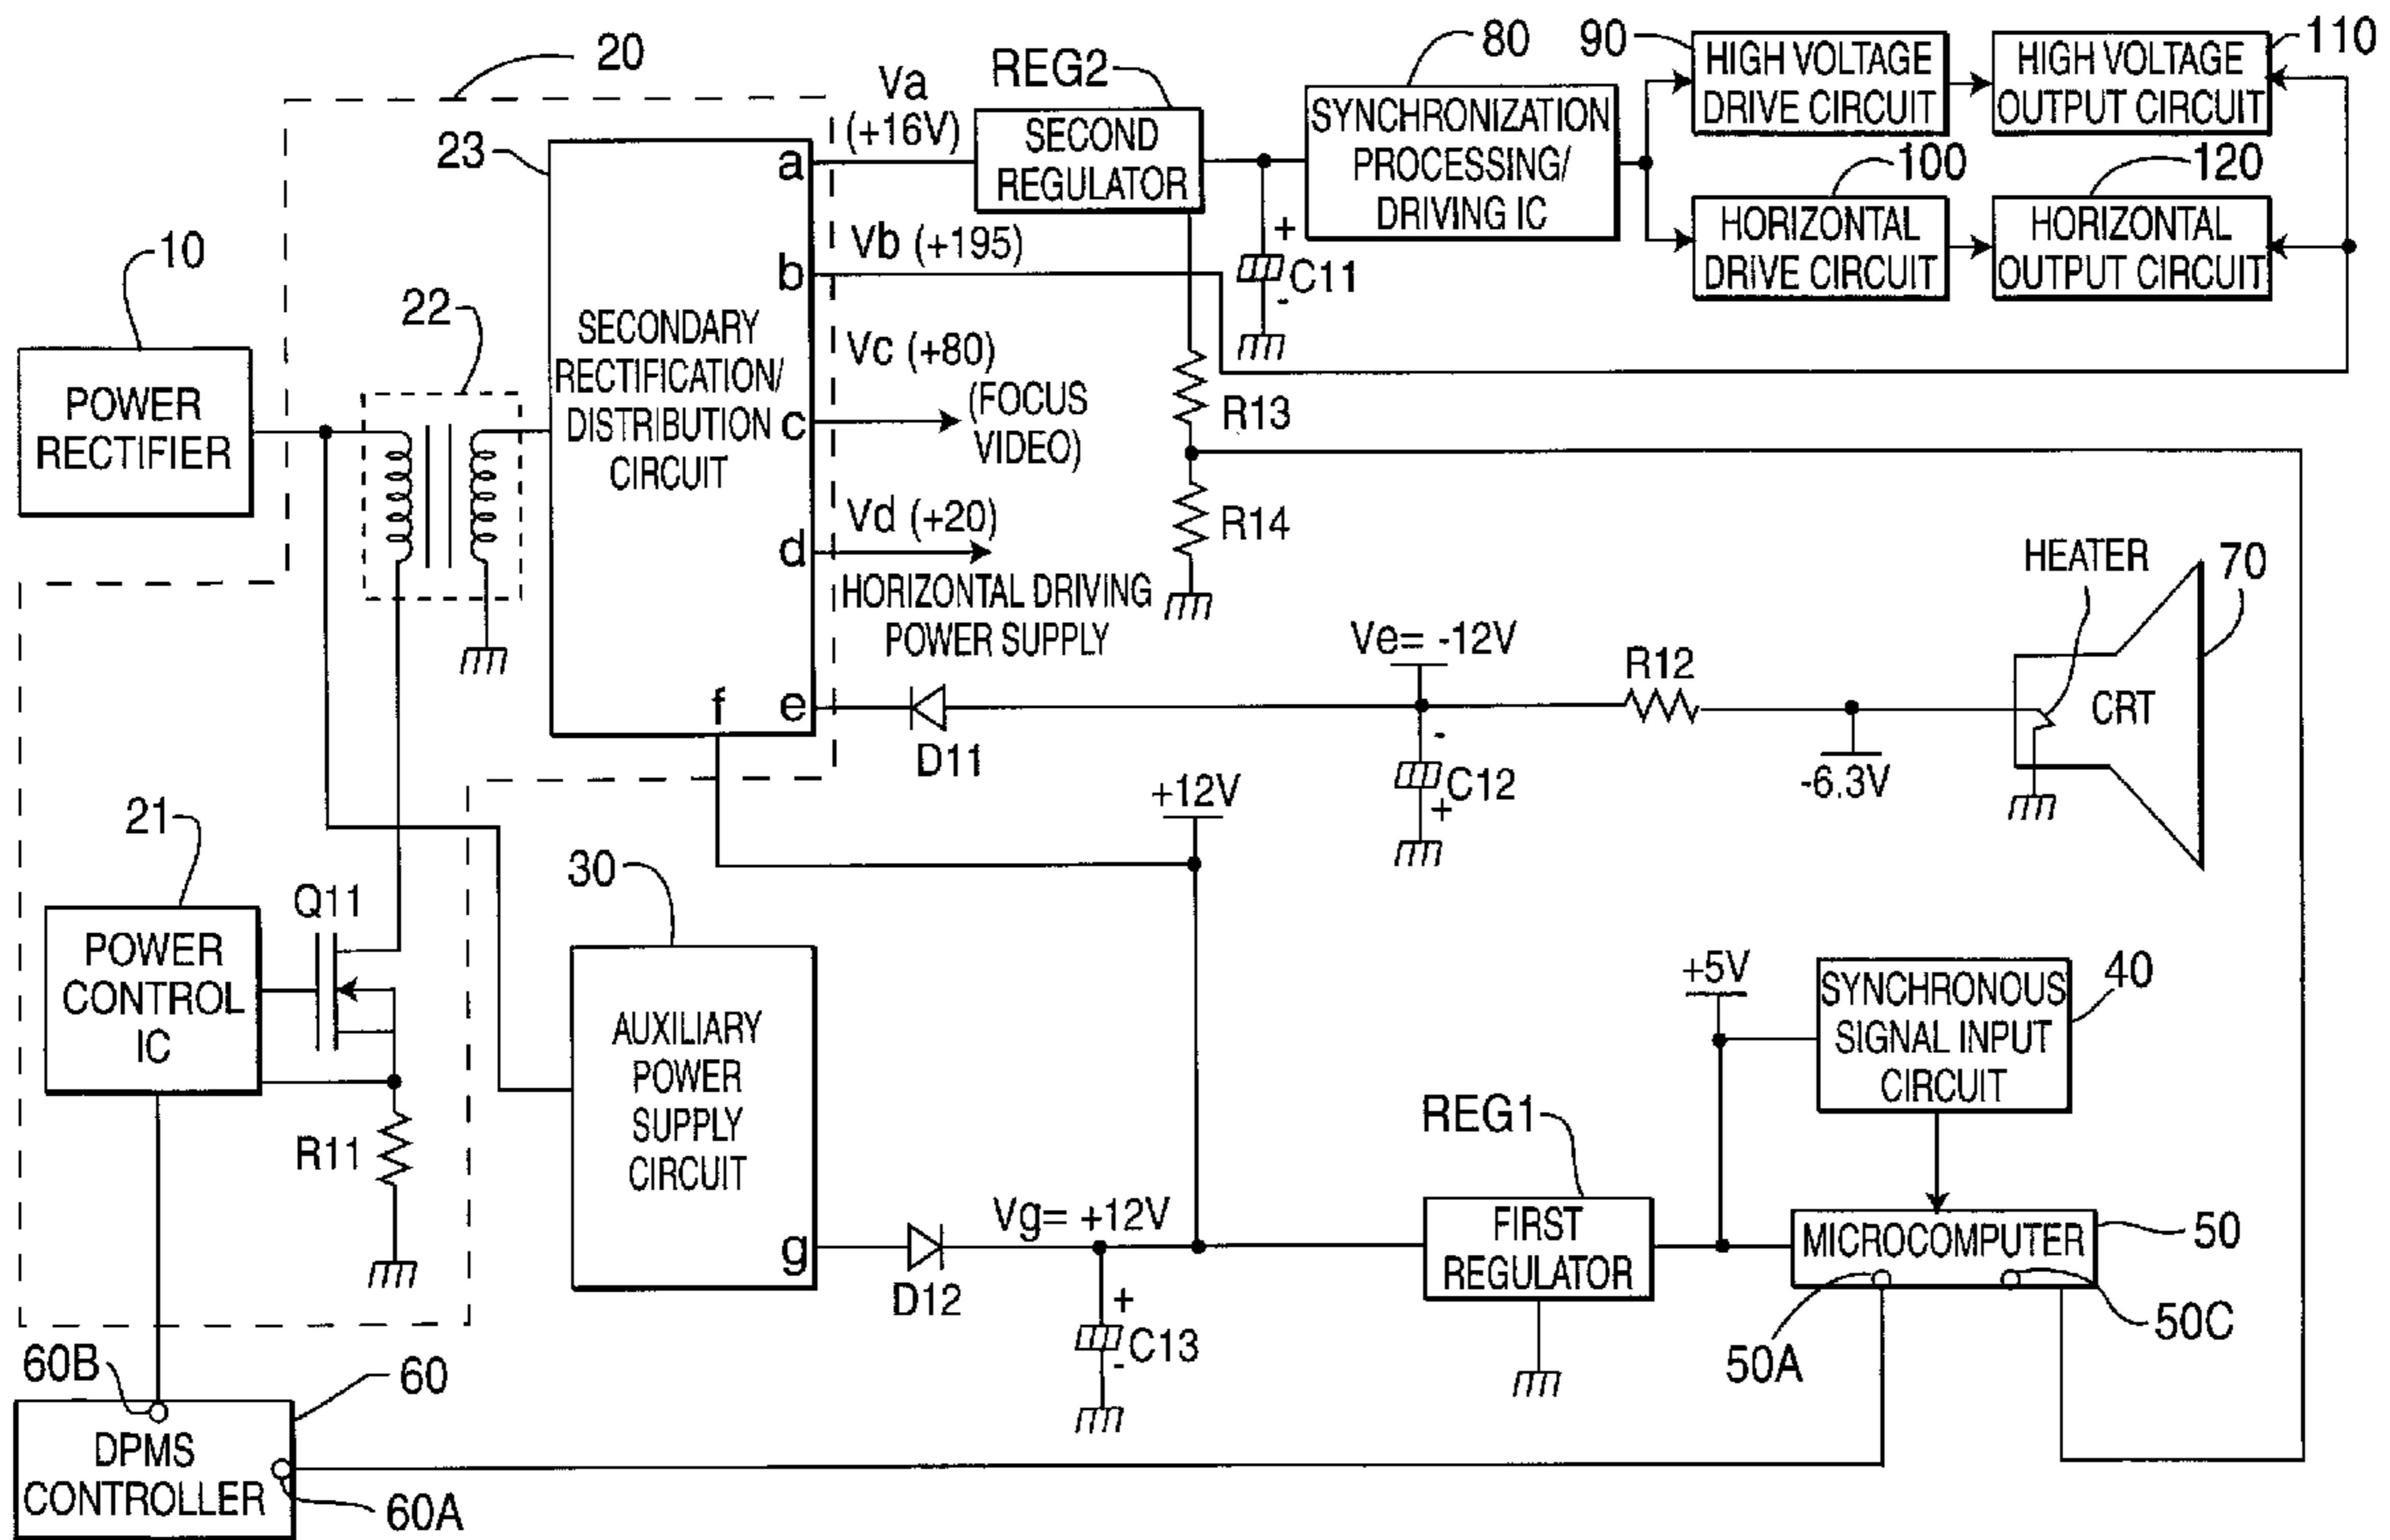 20
Va
(+16V)
REG2
80
90
110
HIGH VOLTAGE
DRIVE CIRCUIT
HIGH VOLTAGE
OUTPUT CIRCUIT
23
a
SECOND
REGULATOR
SYNCHRONIZATION
PROCESSING/
DRIVING IC
100
120
10
Vb (+195)
b
+
C11
-
HORIZONTAL
DRIVE CIRCUIT
HORIZONTAL
OUTPUT CIRCUIT
22
POWER
RECTIFIER
SECONDARY
RECTIFICATION/
DISTRIBUTION
CIRCUIT
Vc (+80)
c
(FOCUS
VIDEO)
R13
Vd (+20)
d
R14
HORIZONTAL DRIVING
POWER SUPPLY
HEATER
70
CRT
f
e
D11
Ve= -12V
-
C12
+
R12
-6.3V
21
+12V
30
Q11
POWER
CONTROL
IC
R11
AUXILIARY
POWER
SUPPLY
CIRCUIT
g
+5V
SYNCHRONOUS
SIGNAL INPUT
CIRCUIT
40
REG1
Vg= +12V
D12
+
C13
-
FIRST
REGULATOR
MICROCOMPUTER
50
50A
50C
60B
60
DPMS
CONTROLLER
60A